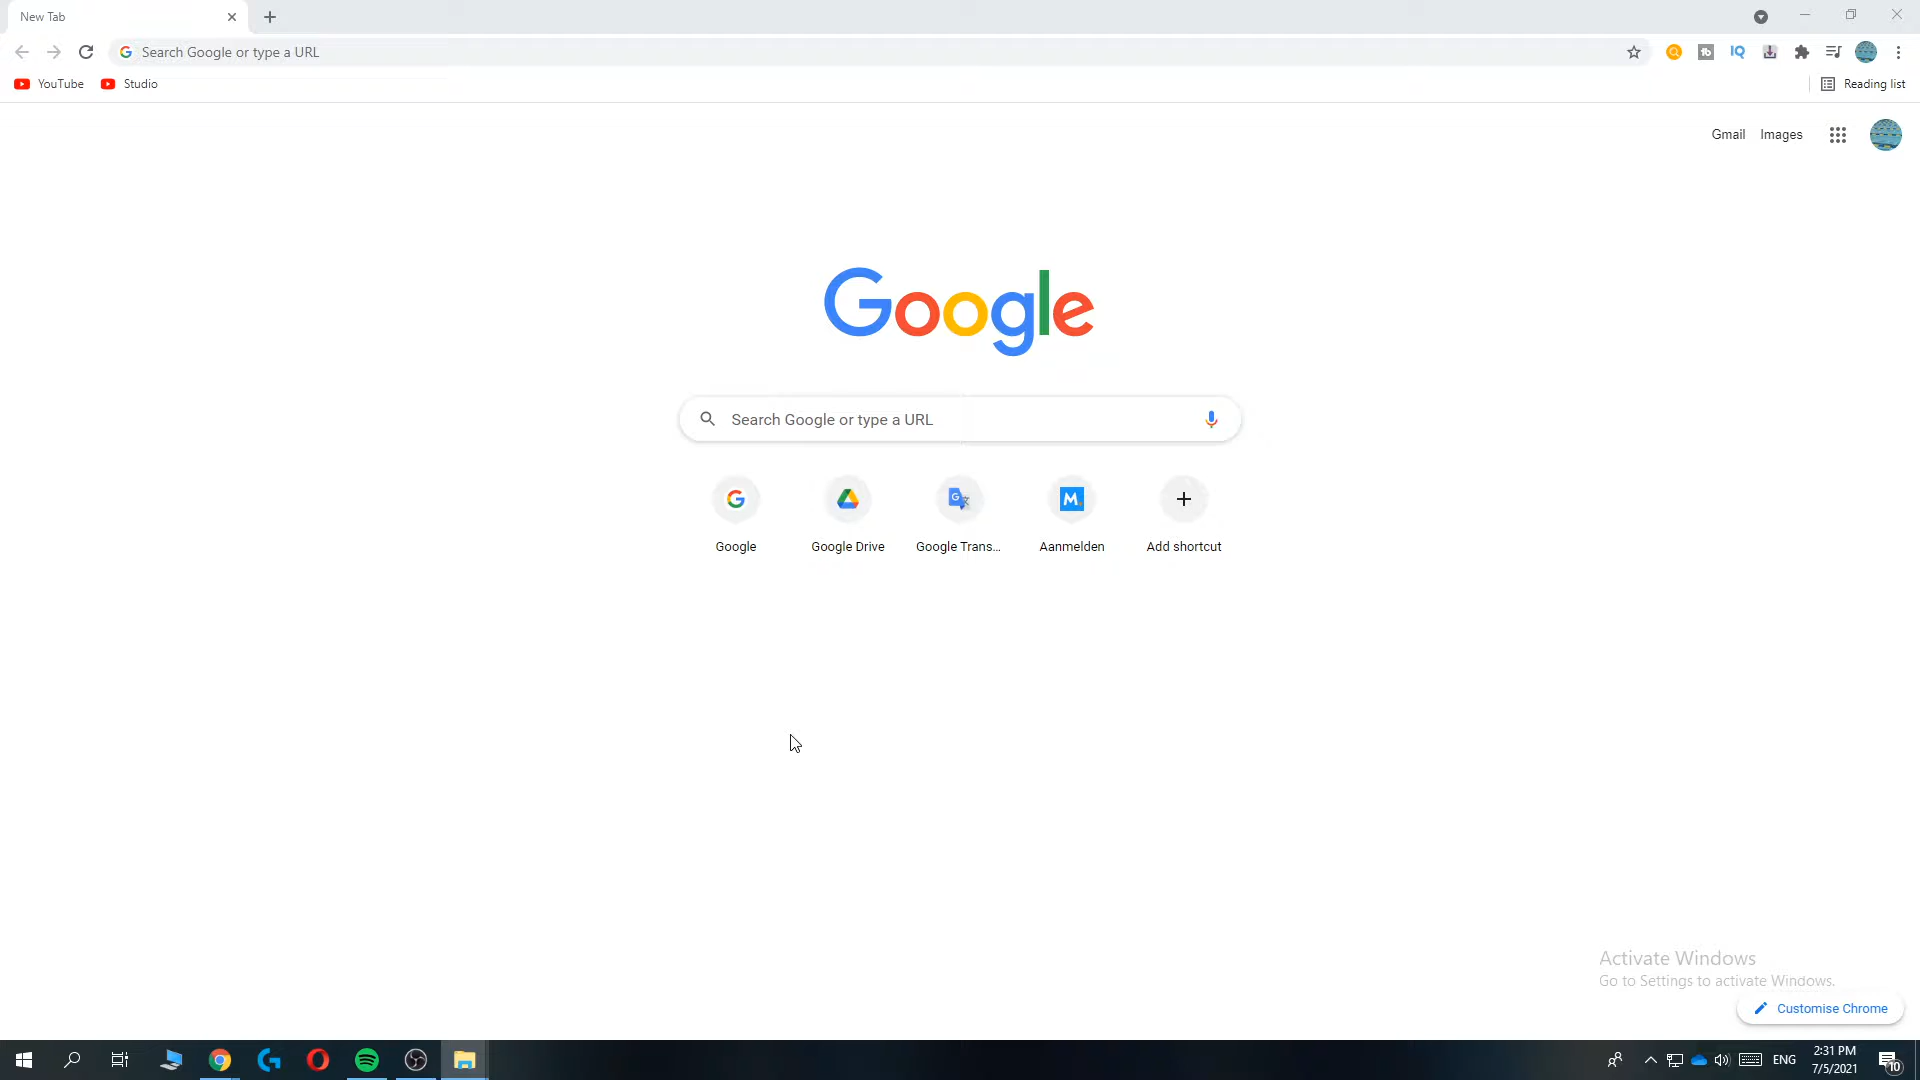 New Tab
Search Google or type a URL
YouTube
Studio
Reading list
Gmail
Images
Google
Search Google or type a URL
Google
Google Drive
Google Trans...
Aanmelden
Add shortcut
Activate Windows
Go to Settings to activate Windows.
Customise Chrome
ENG
2:31 PM
7/5/2021
10